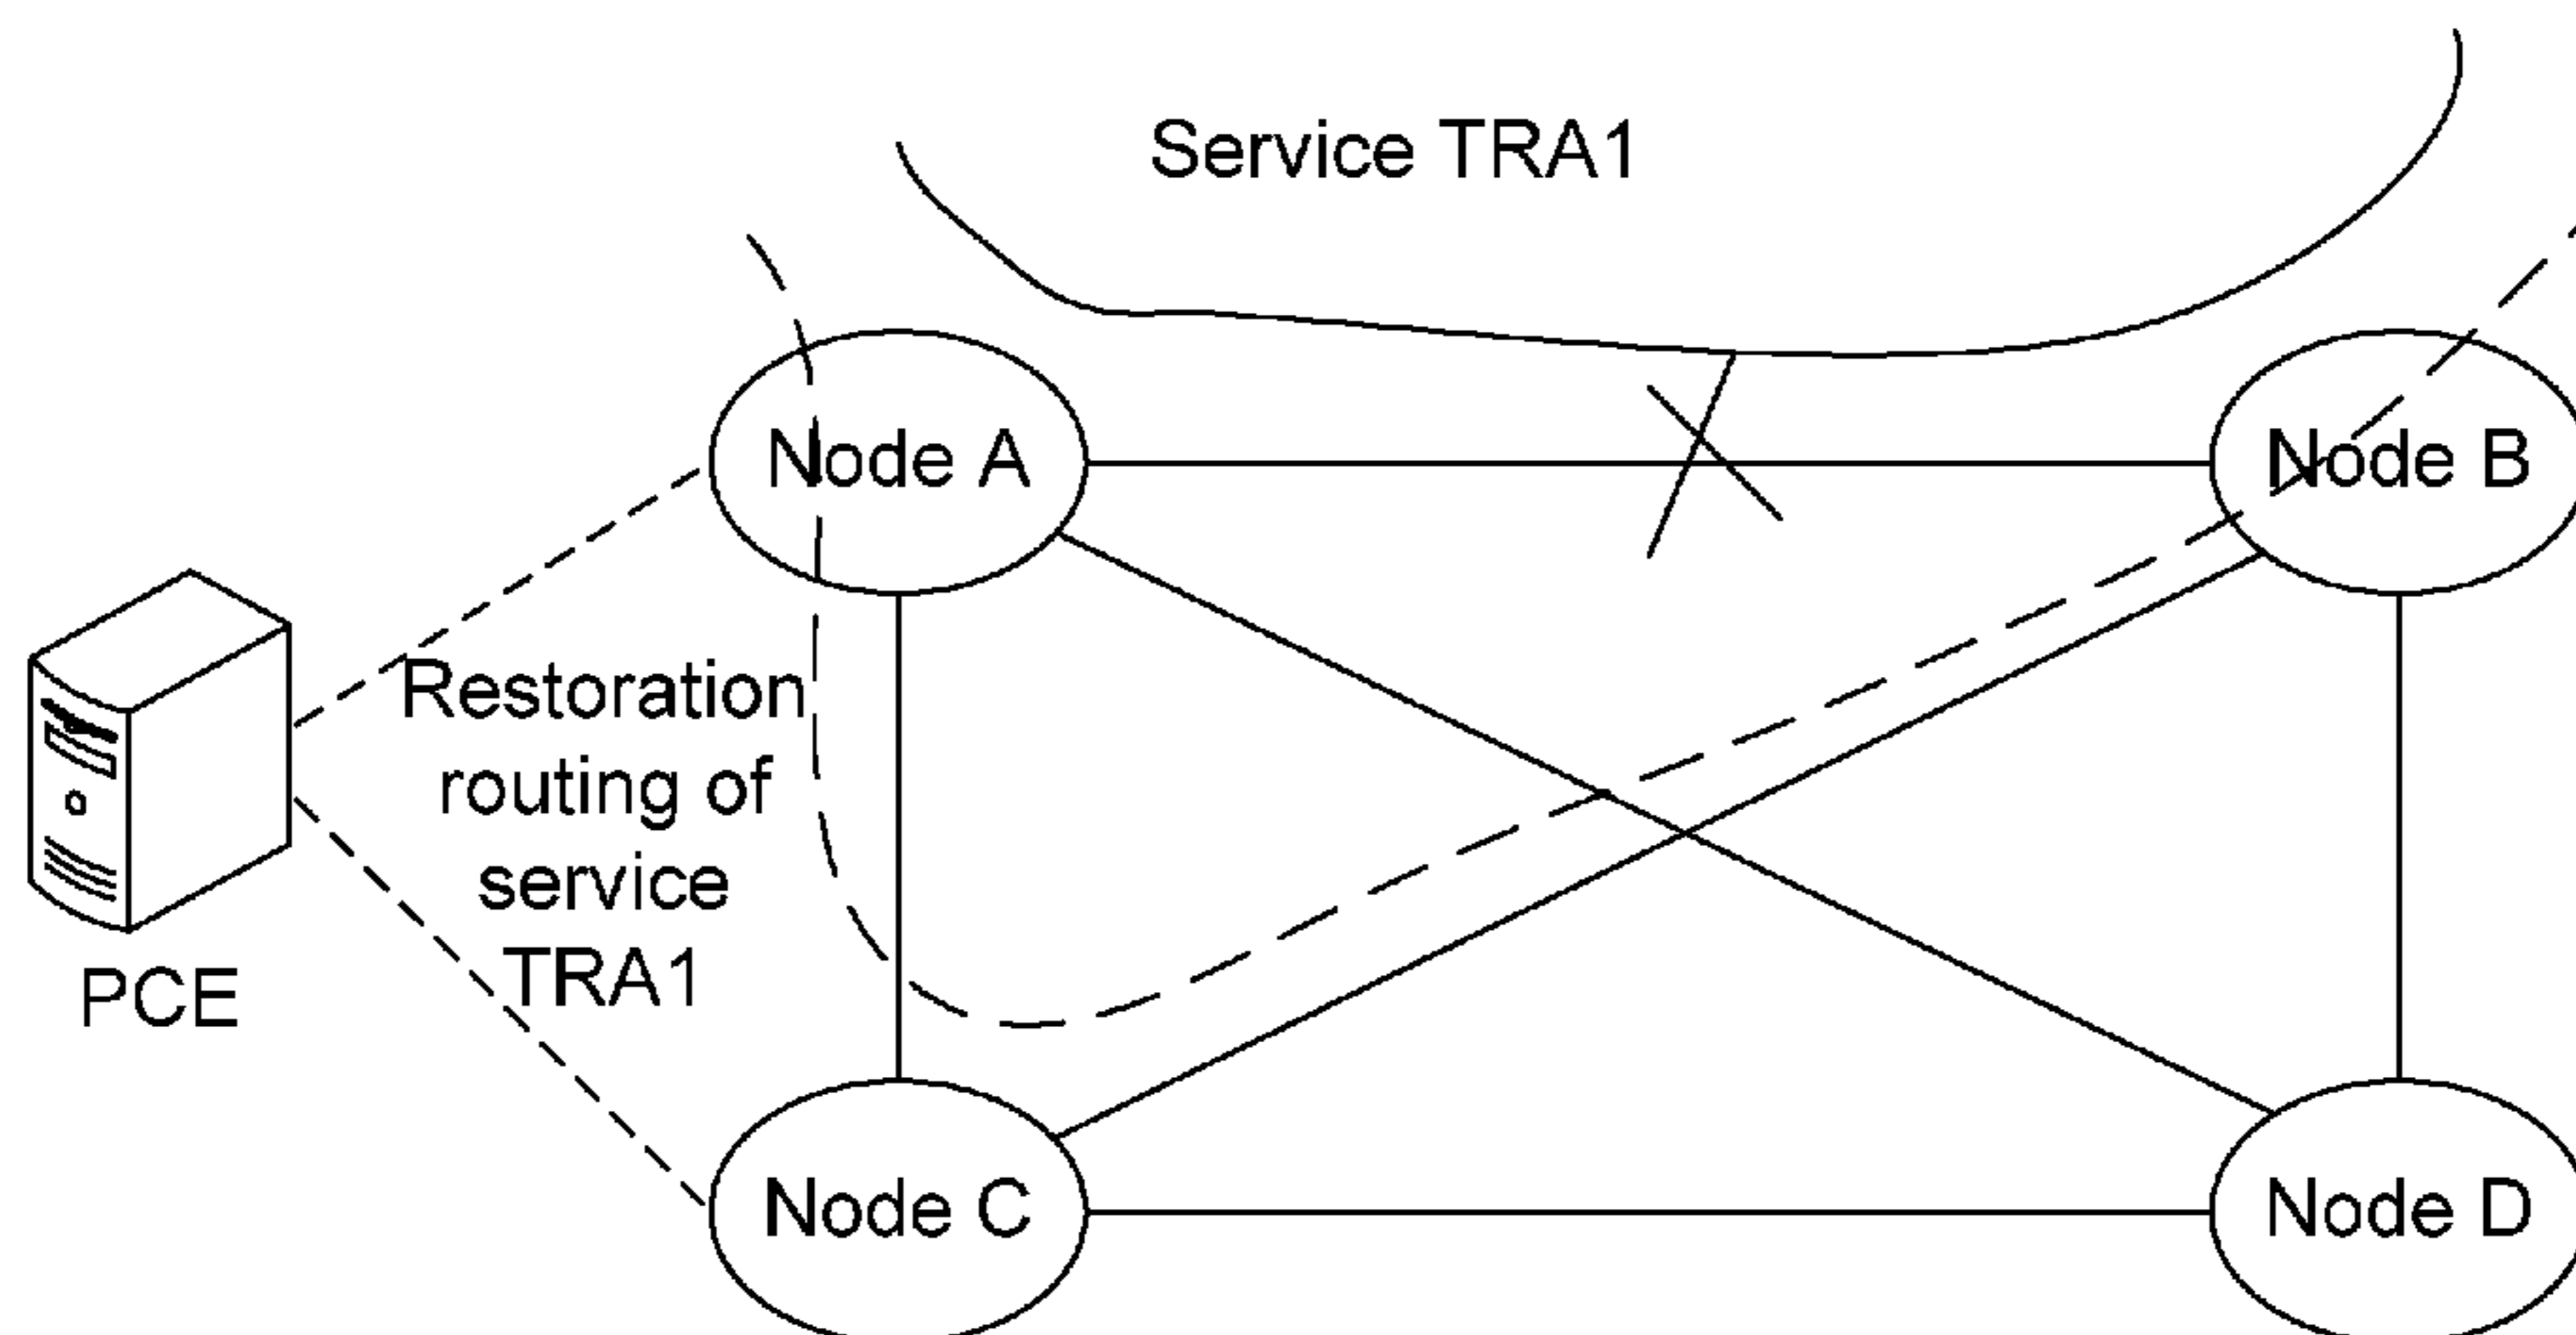 Service TRA1
Node A
Node B
Restoration
routing of
service
TRA1
PCE
Node C
Node D